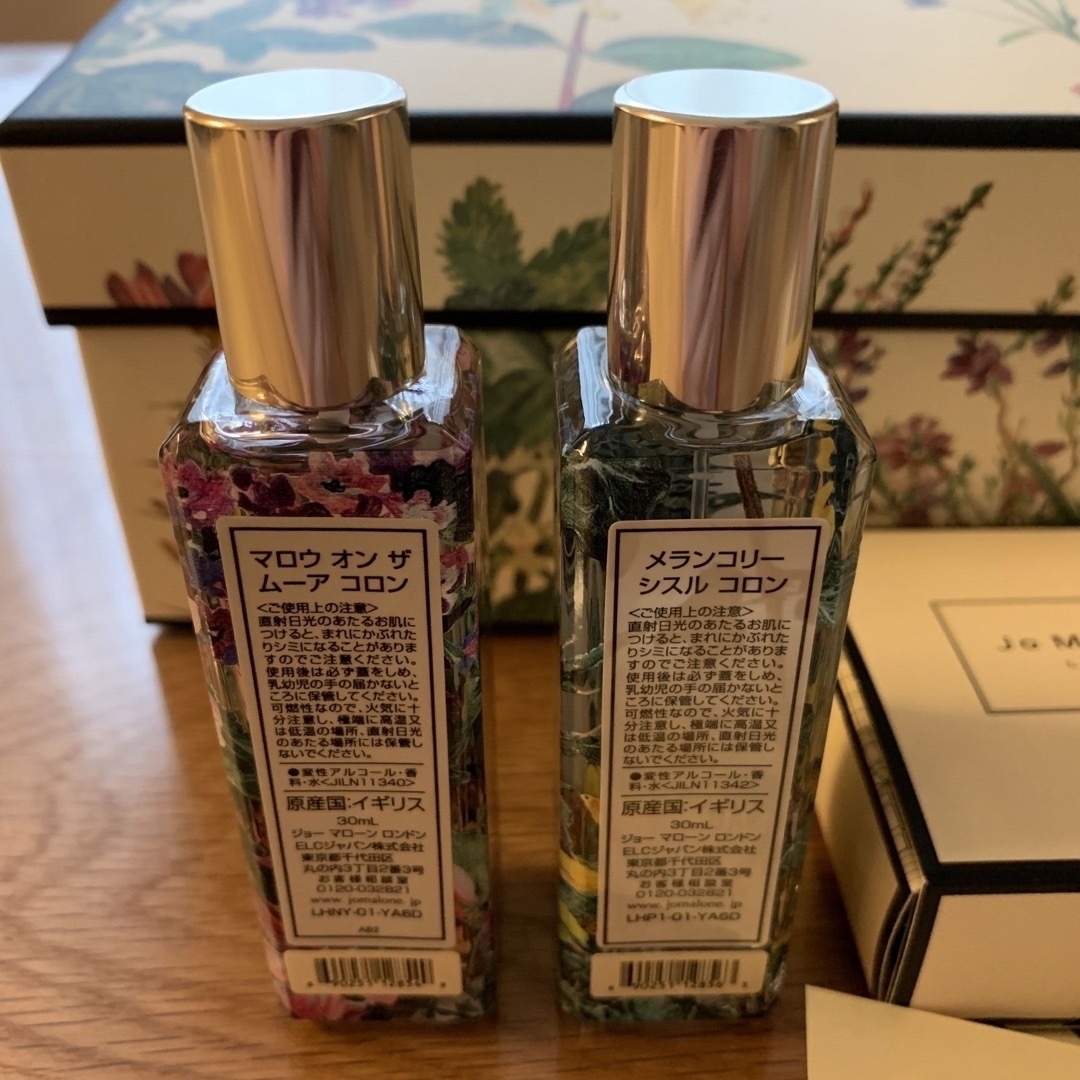 マロウ オン ザ
ムーア コロン
<ご使用上の注意>
直射日光のあたるお肌に
つけると、まれにかぶれた
りシミになることがありま
すのでご注意ください。
使用後は必ず蓋をしめ、
乳幼児の手の届かないと
ころに保管してください。
可燃性なので、火気に十
分注意し、極端に高温又
は低温の場所、直射日光
のあたる場所には保管し
ないでください。
●変性アルコール・香
料・水<JILN11340>
原産国:イギリス
30mL
ジョー マローン ロンドン
ELCジャパン株式会社
東京都千代田区
丸の内3丁目2番3号
お客様相談室
0120-032821
www. jomalone. jp
LHNY-01-YA6D
A82
メランコリー
シスル コロン
<ご使用上の注意>
直射日光のあたるお肌に
つけると、まれにかぶれた
りシミになることがありま
すのでご注意ください。
使用後は必ず蓋をしめ、
乳幼児の手の届かないと
ころに保管してください。
可燃性なので、火気に十
分注意し、極端に高温又
は低温の場所、直射日光
のあたる場所には保管し
ないでください。
●変性アルコール・香
料・水<JILN11342>
原産国:イギリス
30mL
ジョー マローン ロンドン
ELCジャパン株式会社
東京都千代田区
丸の内3丁目2番3号
お客様相談室
0120-032821
www. jomalone. jp
LHP1-01-YA6D
Jo M